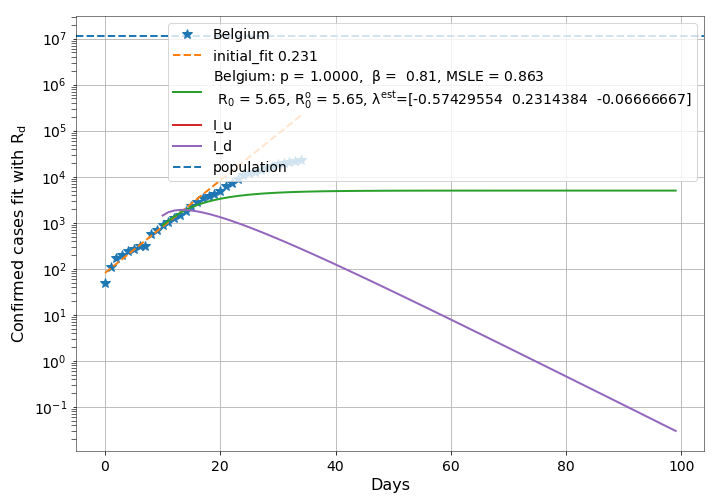 Belgium
initial_fit 0.231
Belgium: p = 1.0000, β = 0.81, MSLE = 0.863
R₀ = 5.65, R₀⁰ = 5.65, λᵉˢᵗ=[-0.57429554 0.2314384 -0.06666667]
I_u
I_d
population
Confirmed cases fit with R_d
10⁷
10⁶
10⁵
10⁴
10³
10²
10¹
10⁰
10⁻¹
0 20 40 60 80 100
Days